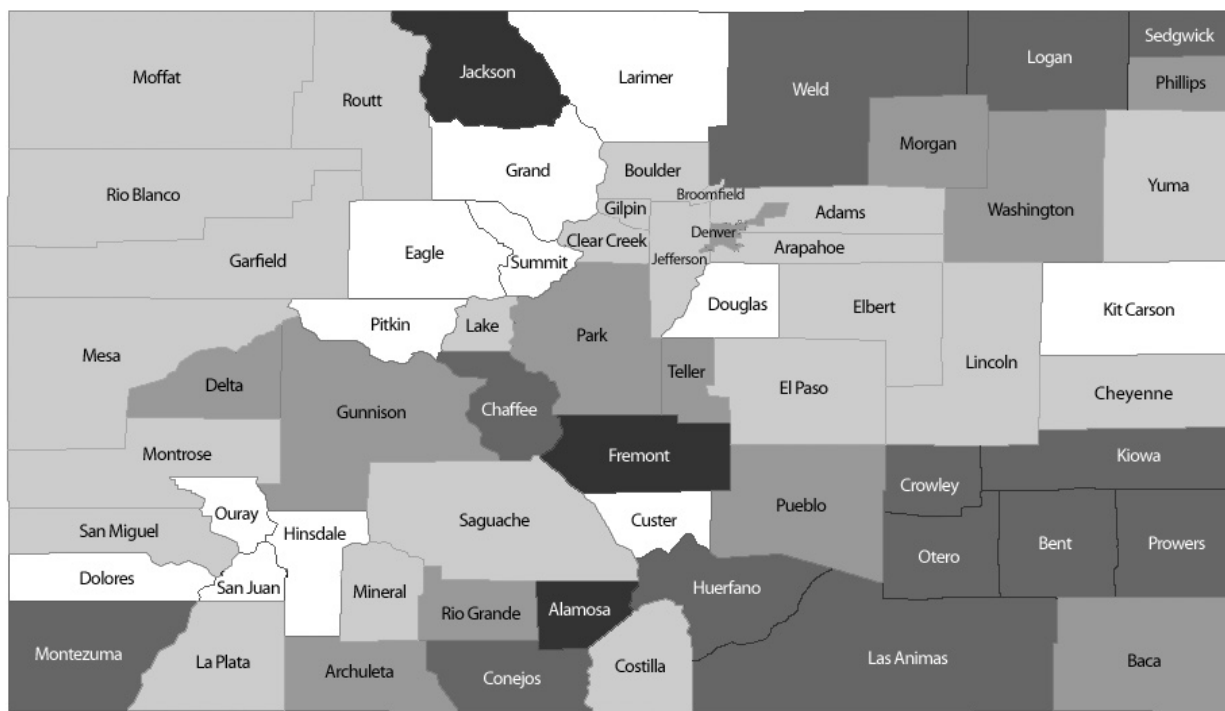 Moffat
Routt
Jackson
Larimer
Weld
Logan
Sedgwick
Phillips
Morgan
Rio Blanco
Grand
Boulder
Broomfield
Gilpin
Adams
Washington
Yuma
Garfield
Eagle
Summit
Clear Creek
Denver
Jefferson
Arapahoe
Pitkin
Lake
Park
Douglas
Elbert
Kit Carson
Mesa
Delta
Gunnison
Chaffee
Teller
El Paso
Lincoln
Cheyenne
Montrose
Fremont
Crowley
Kiowa
Ouray
Hinsdale
Saguache
Custer
Pueblo
San Miguel
Otero
Bent
Prowers
Dolores
San Juan
Mineral
Rio Grande
Alamosa
Huerfano
Montezuma
La Plata
Archuleta
Conejos
Costilla
Las Animas
Baca